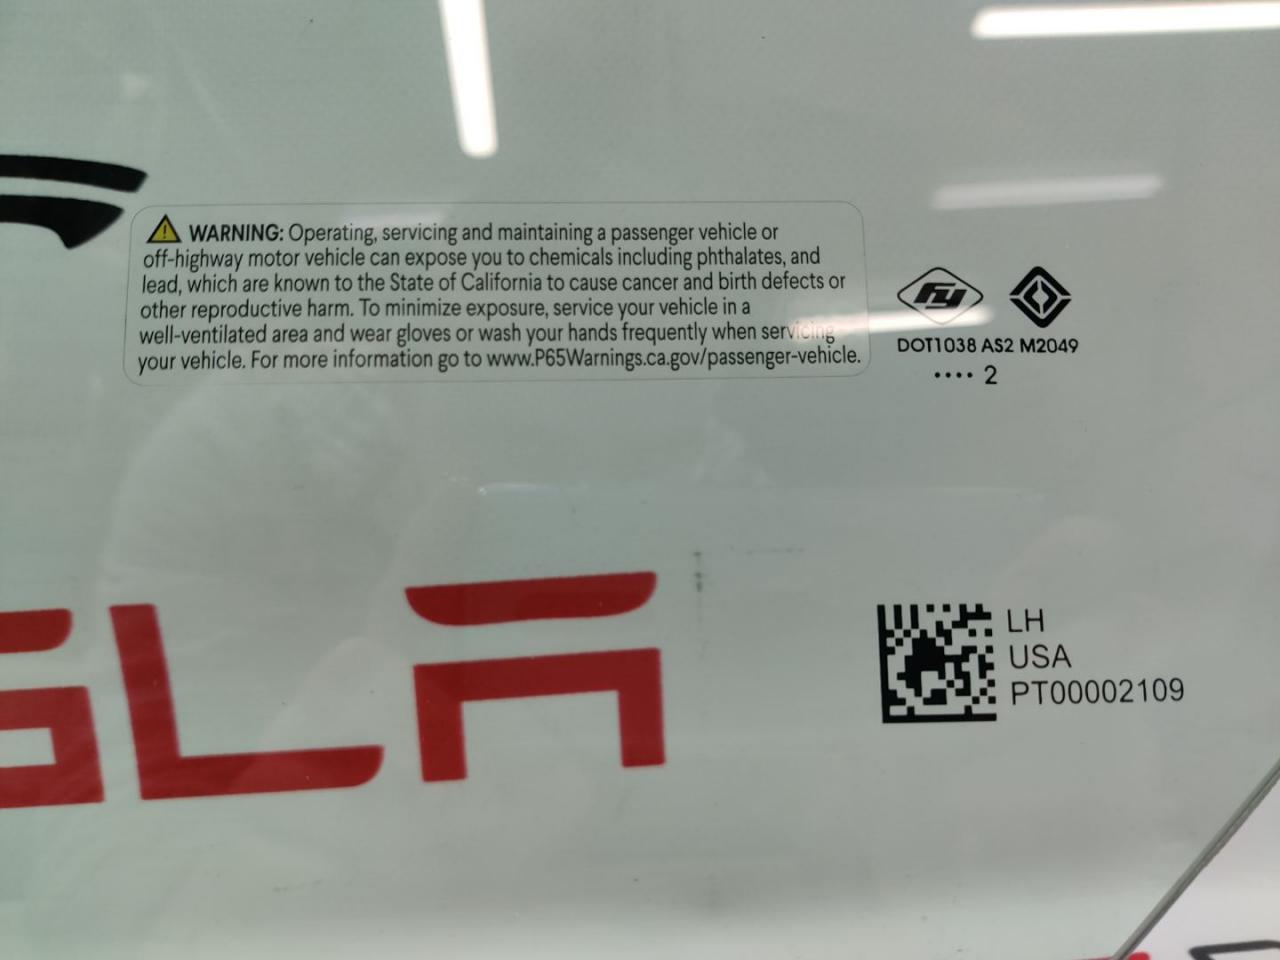 WARNING: Operating, servicing and maintaining a passenger vehicle or
off-highway motor vehicle can expose you to chemicals including phthalates, and
lead, which are known to the State of California to cause cancer and birth defects or
other reproductive harm. To minimize exposure, service your vehicle in a
well-ventilated area and wear gloves or wash your hands frequently when servicing
your vehicle. For more information go to www.P65Warnings.ca.gov/passenger-vehicle.
FY
DOT1038 AS2 M2049
•••• 2
SLA
LH
USA
PT00002109